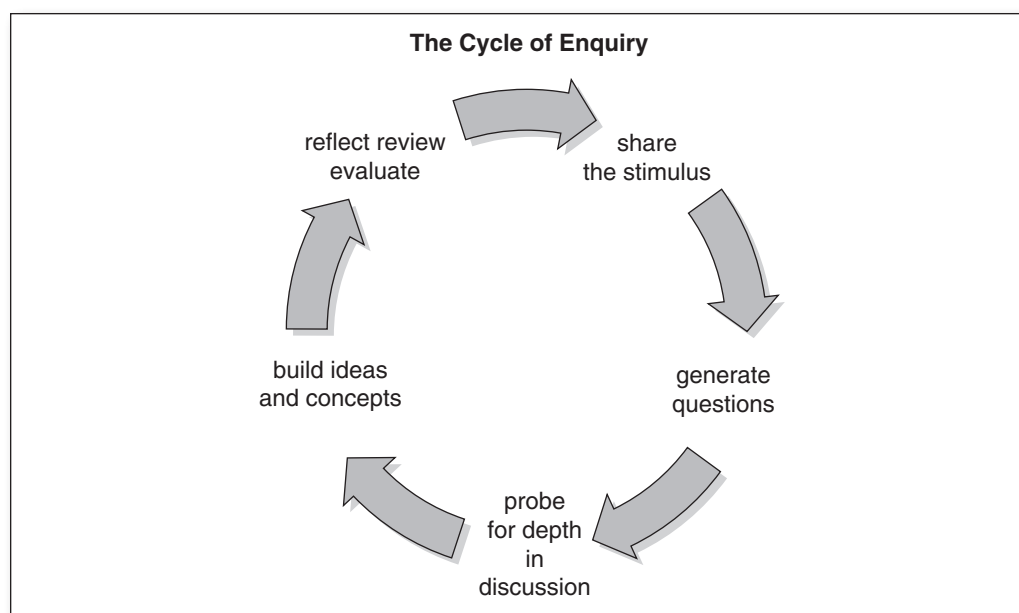 The Cycle of Enquiry
share
the stimulus
generate
questions
probe
for depth
in
discussion
build ideas
and concepts
reflect review
evaluate